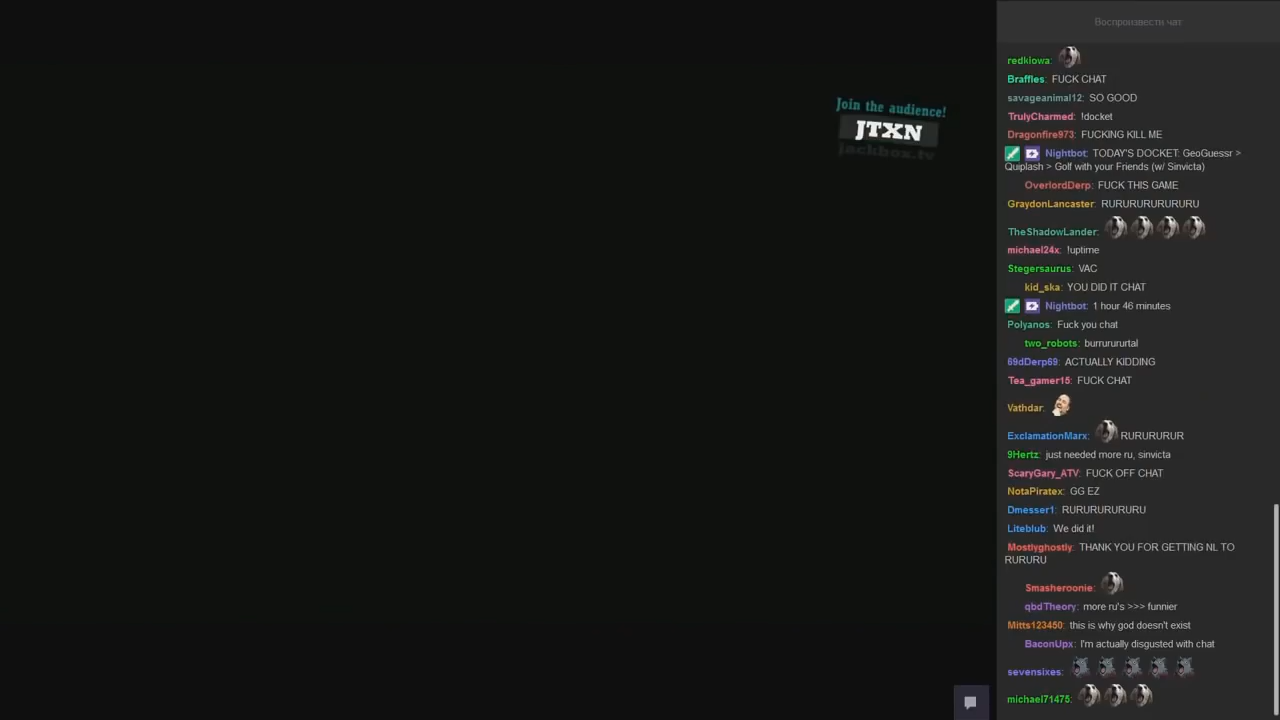 Воспроизвести чат
Join the audience!
JTXN
Jackbox.tv
redkiowa:
Braffles: FUCK CHAT
savageanimal12: SO GOOD
TrulyCharmed: !docket
Dragonfire973: FUCKING KILL ME
Nightbot: TODAY'S DOCKET: GeoGuessr >
Quiplash > Golf with your Friends (w/ Sinvicta)
OverlordDerp: FUCK THIS GAME
GraydonLancaster: RURURURURURURU
TheShadowLander:
michael24x: !uptime
Stegersaurus: VAC
kid_ska: YOU DID IT CHAT
Nightbot: 1 hour 46 minutes
Polyanos: Fuck you chat
two_robots: burrurururtal
69dDerp69: ACTUALLY KIDDING
Tea_gamer15: FUCK CHAT
Vathdar:
ExclamationMarx: RURURURUR
9Hertz: just needed more ru, sinvicta
ScaryGary_ATV: FUCK OFF CHAT
NotaPiratex: GG EZ
Dmesser1: RURURURURURU
Liteblub: We did it!
Mostlyghostly: THANK YOU FOR GETTING NL TO
RURURU
Smasheroonie:
qbdTheory: more ru's >>> funnier
Mitts123450: this is why god doesn't exist
BaconUpx: I'm actually disgusted with chat
sevensixes:
michael71475: